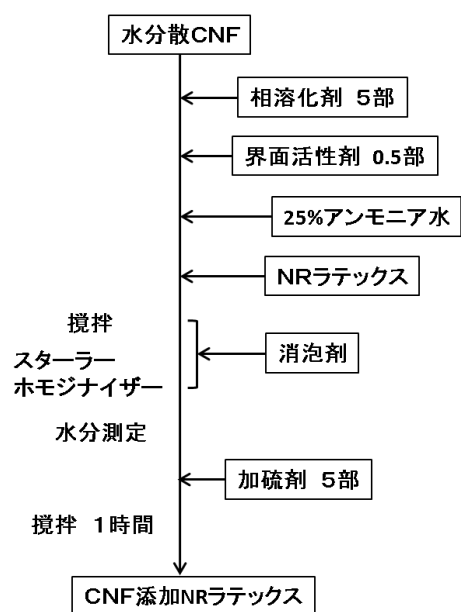 水分散CNF
相溶化剤 5部
界面活性剤 0.5部
25%アンモニア水
NRラテックス
攪拌
スターラー
ホモジナイザー
消泡剤
水分測定
加硫剤 5部
攪拌 1時間
CNF添加NRラテックス